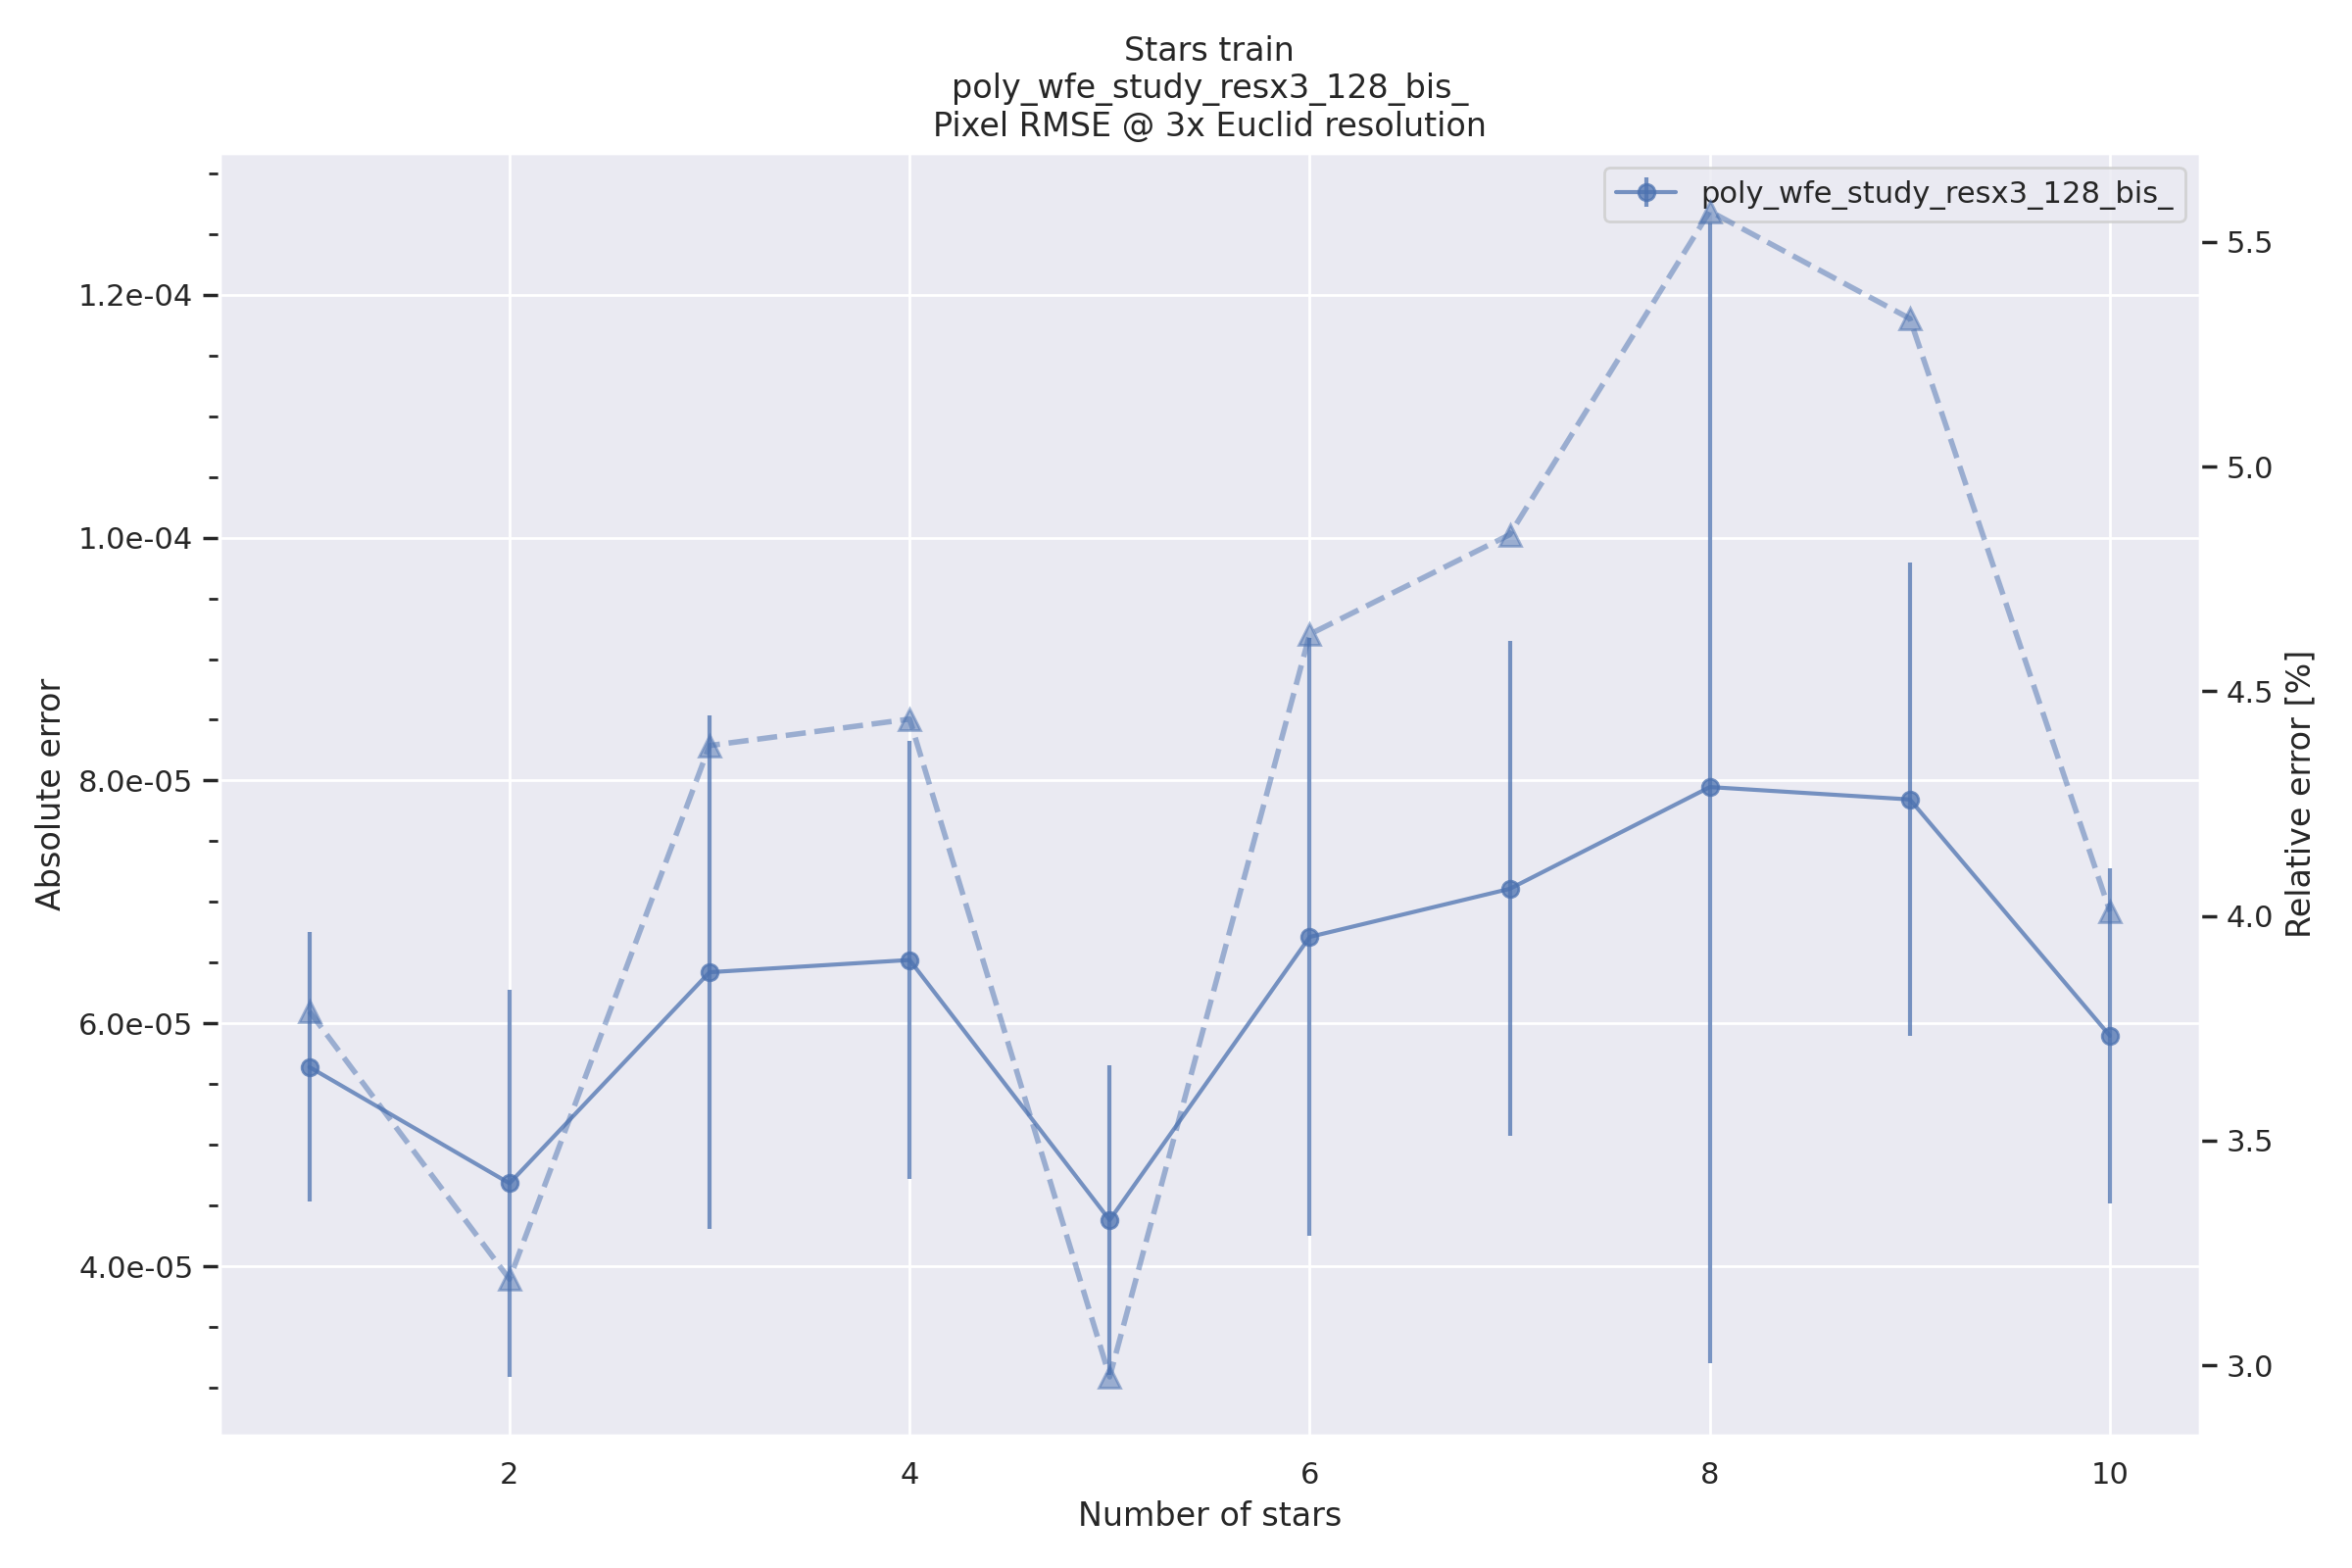 Stars train
poly_wfe_study_resx3_128_bis_
Pixel RMSE @ 3x Euclid resolution
poly_wfe_study_resx3_128_bis_
1.2e-04
1.0e-04
8.0e-05
6.0e-05
4.0e-05
Absolute error
5.5
5.0
4.5
4.0
3.5
3.0
Relative error [%]
2
4
6
8
10
Number of stars